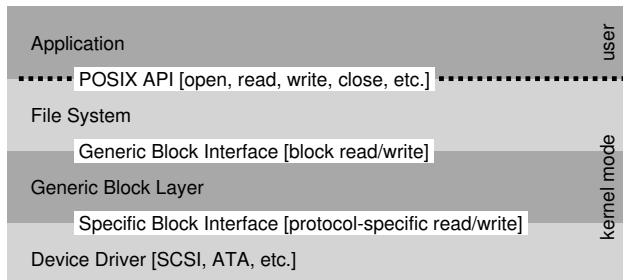 Application
user
POSIX API [open, read, write, close, etc.]
File System
Generic Block Interface [block read/write]
kernel mode
Generic Block Layer
Specific Block Interface [protocol-specific read/write]
Device Driver [SCSI, ATA, etc.]